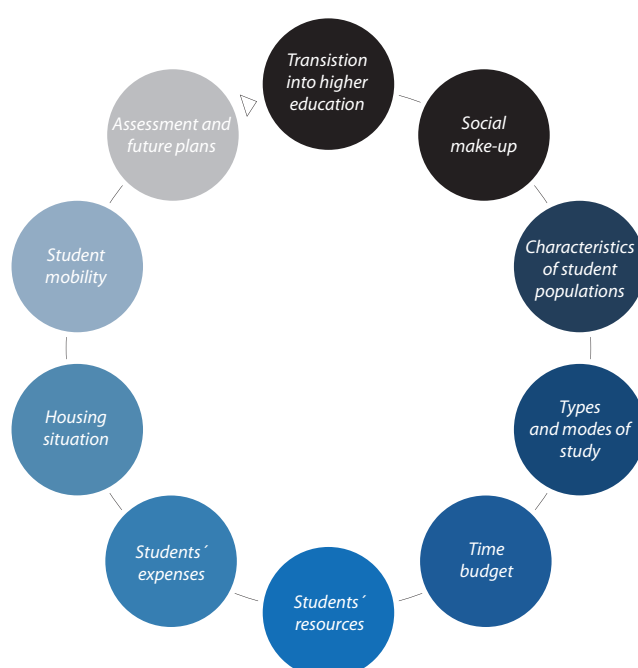 Transistion
into higher
education
Social
make-up
Characteristics
of student
populations
Types
and modes of
study
Time
budget
Students´
resources
Students´
expenses
Housing
situation
Student
mobility
Assessment and
future plans